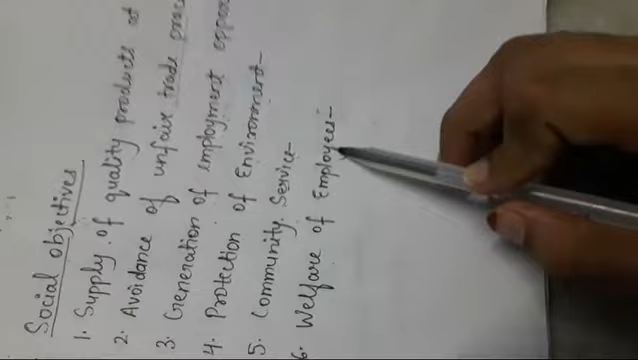 Social objectives
1. Supply of quality products at
2. Avoidance of unfair trade
3. Generation of employment
4. Protection of Environment-
5. Community Service-
6. Welfare of Employees-